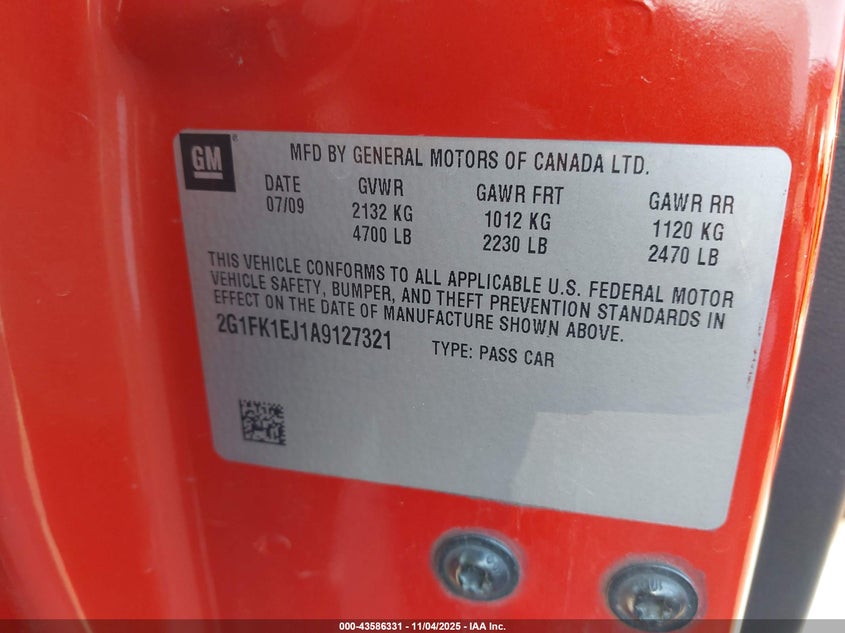 GM
MFD BY GENERAL MOTORS OF CANADA LTD.
DATE GVWR GAWR FRT GAWR RR
07/09 2132 KG 1012 KG 1120 KG
4700 LB 2230 LB 2470 LB
THIS VEHICLE CONFORMS TO ALL APPLICABLE U.S. FEDERAL MOTOR
VEHICLE SAFETY, BUMPER, AND THEFT PREVENTION STANDARDS IN
EFFECT ON THE DATE OF MANUFACTURE SHOWN ABOVE.
2G1FK1EJ1A9127321 TYPE: PASS CAR
000-43586331 - 11/04/2025 - IAA Inc.